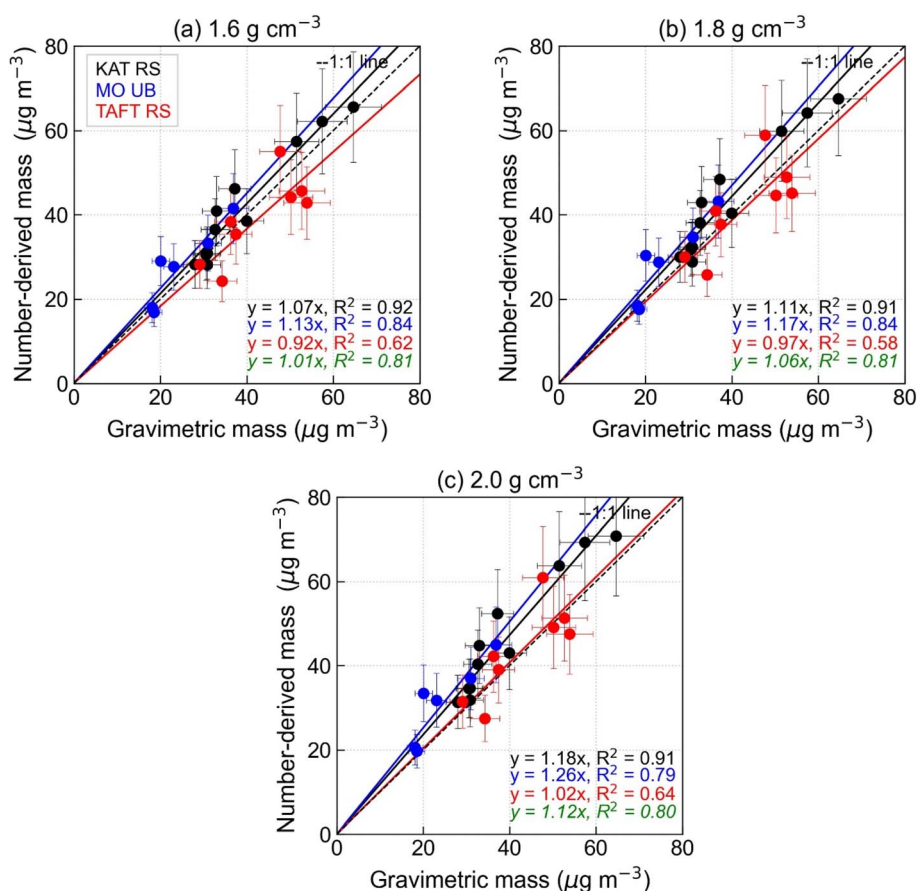 (a) 1.6 g cm⁻³
80
60
40
20
0
Number-derived mass (μg m⁻³)
KAT RS
MO UB
TAFT RS
--1:1 line
y = 1.07x, R² = 0.92
y = 1.13x, R² = 0.84
y = 0.92x, R² = 0.62
y = 1.01x, R² = 0.81
0 20 40 60 80
Gravimetric mass (μg m⁻³)
(b) 1.8 g cm⁻³
80
60
40
20
0
Number-derived mass (μg m⁻³)
--1:1 line
y = 1.11x, R² = 0.91
y = 1.17x, R² = 0.84
y = 0.97x, R² = 0.58
y = 1.06x, R² = 0.81
0 20 40 60 80
Gravimetric mass (μg m⁻³)
(c) 2.0 g cm⁻³
80
60
40
20
0
Number-derived mass (μg m⁻³)
--1:1 line
y = 1.18x, R² = 0.91
y = 1.26x, R² = 0.79
y = 1.02x, R² = 0.64
y = 1.12x, R² = 0.80
0 20 40 60 80
Gravimetric mass (μg m⁻³)